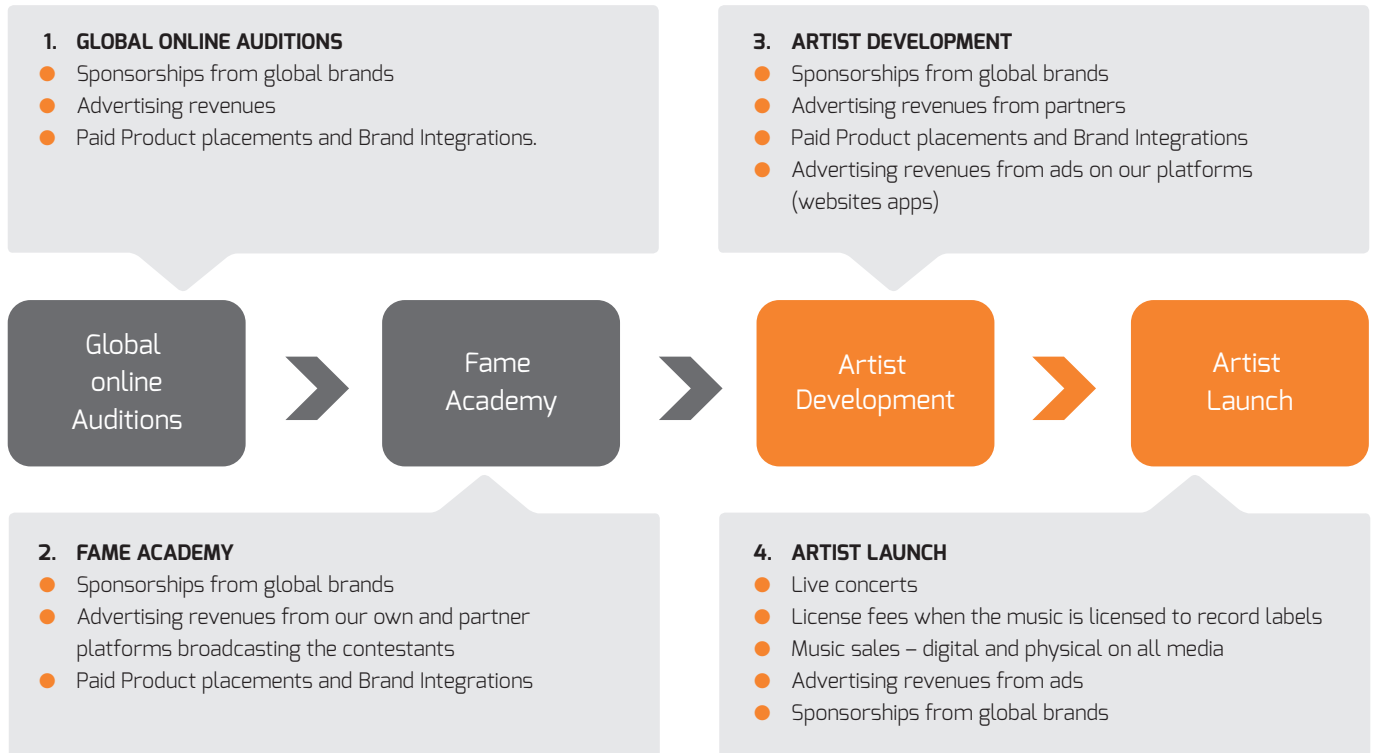 1. GLOBAL ONLINE AUDITIONS
● Sponsorships from global brands
● Advertising revenues
● Paid Product placements and Brand Integrations.
3. ARTIST DEVELOPMENT
● Sponsorships from global brands
● Advertising revenues from partners
● Paid Product placements and Brand Integrations
● Advertising revenues from ads on our platforms
(websites apps)
Global
online
Auditions
Fame
Academy
Artist
Development
Artist
Launch
2. FAME ACADEMY
● Sponsorships from global brands
● Advertising revenues from our own and partner
platforms broadcasting the contestants
● Paid Product placements and Brand Integrations
4. ARTIST LAUNCH
● Live concerts
● License fees when the music is licensed to record labels
● Music sales – digital and physical on all media
● Advertising revenues from ads
● Sponsorships from global brands